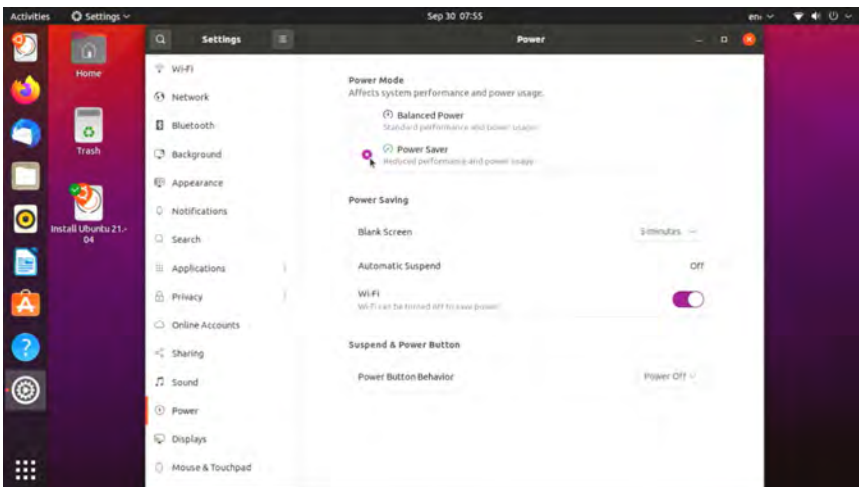 Activities
Settings
Sep 30 07:55
en
Home
Trash
Install Ubuntu 21.-
04
Settings
Power
Wi-Fi
Network
Bluetooth
Background
Appearance
Notifications
Search
Applications
Privacy
Online Accounts
Sharing
Sound
Power
Displays
Mouse & Touchpad
Power Mode
Affects system performance and power usage.
Balanced Power
Standard performance and power usage.
Power Saver
Reduced performance and power usage.
Power Saving
Blank Screen
5 minutes
Automatic Suspend
Off
Wi-Fi
Wi-Fi can be turned off to save power.
Suspend & Power Button
Power Button Behavior
Power Off